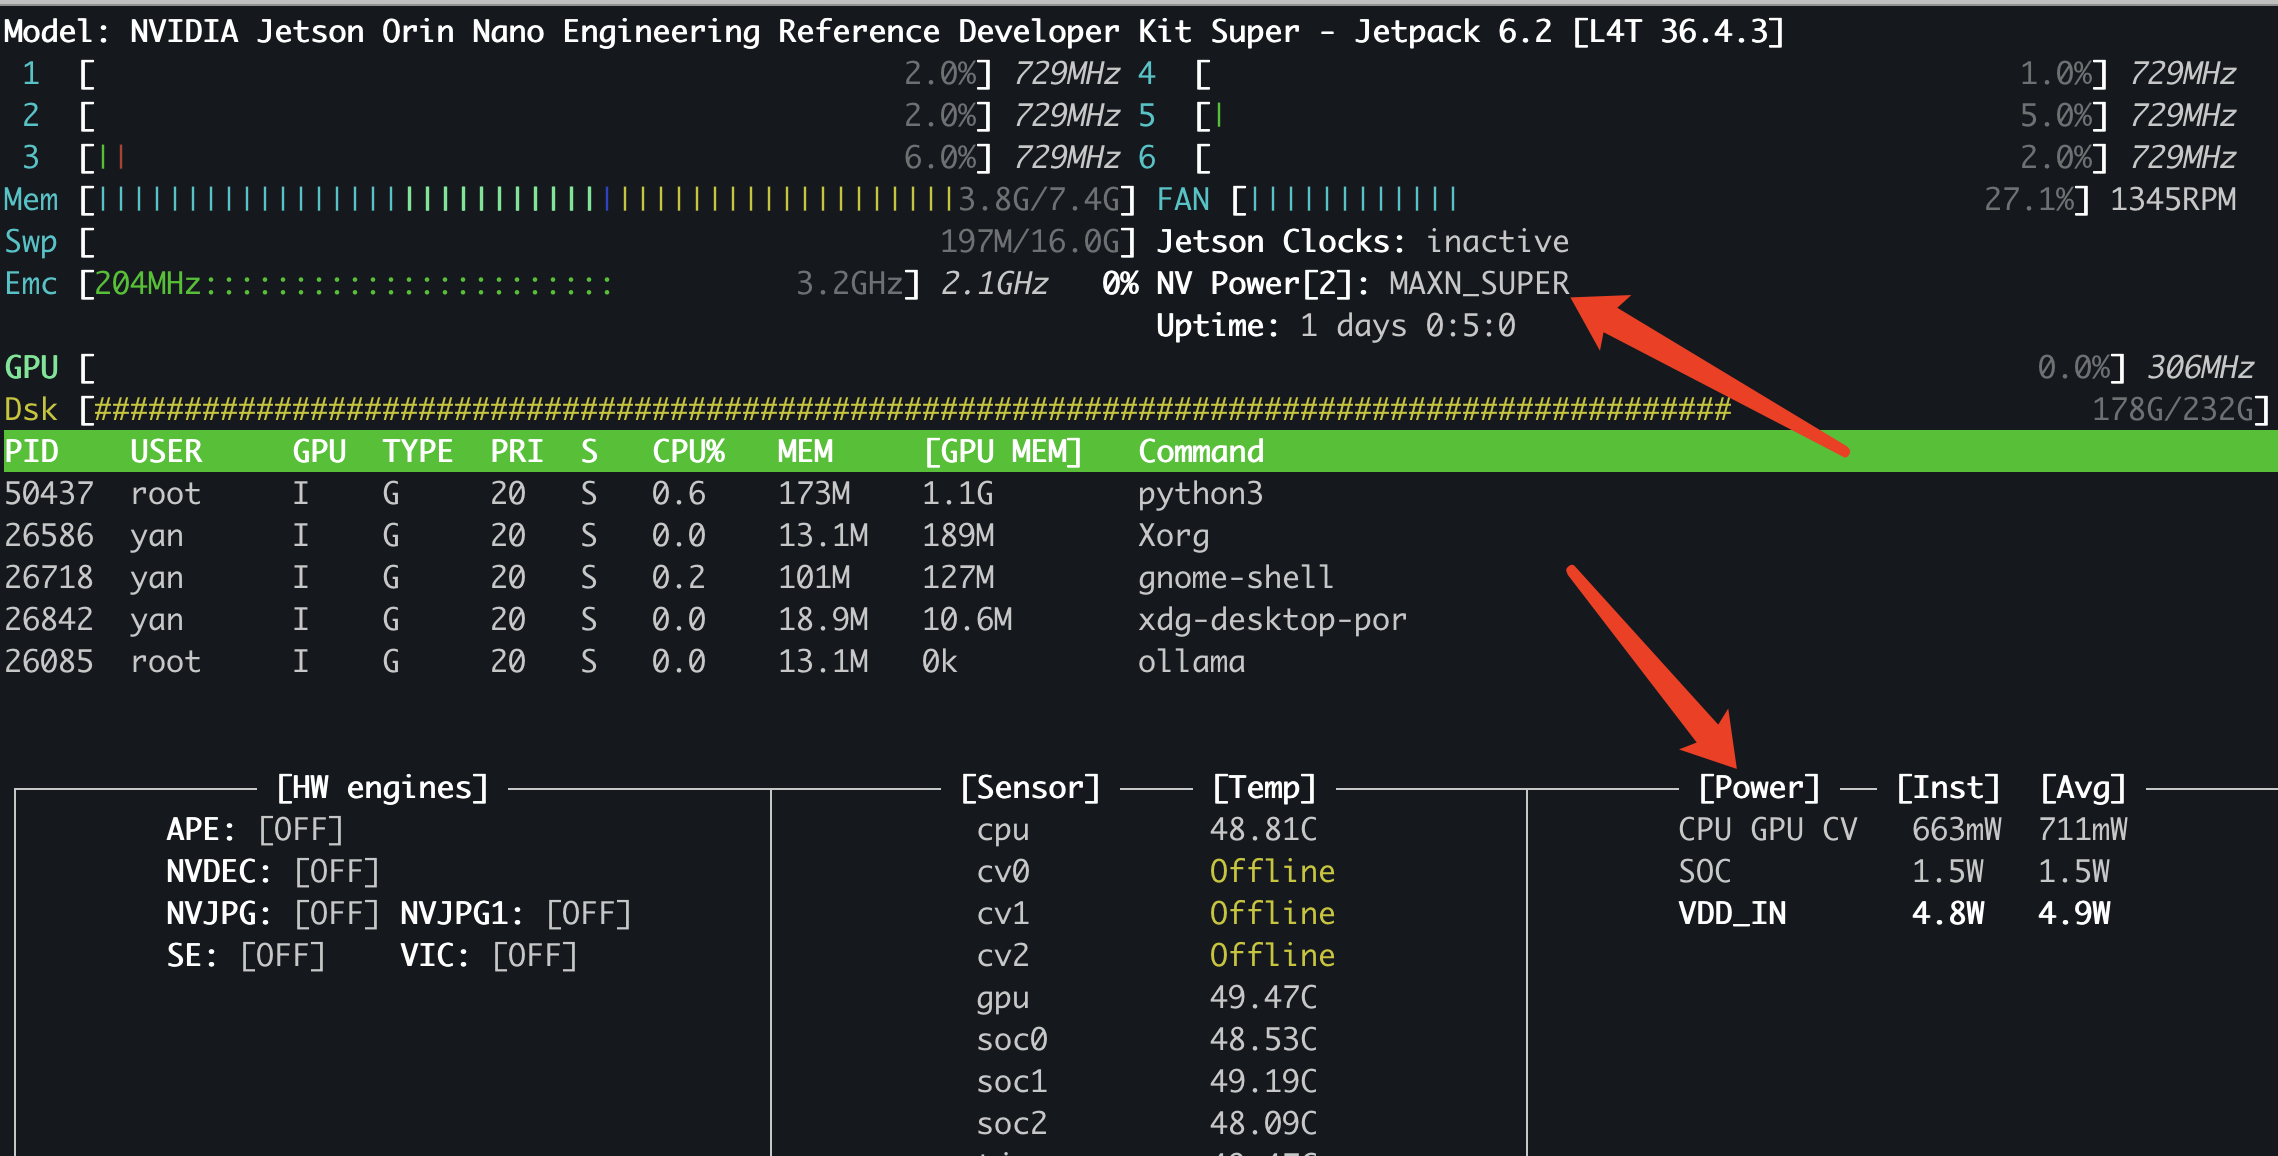 Model: NVIDIA Jetson Orin Nano Engineering Reference Developer Kit Super - Jetpack 6.2 [L4T 36.4.3]
1 [ 2.0%] 729MHz 4 [ 1.0%] 729MHz
2 [ 2.0%] 729MHz 5 [| 5.0%] 729MHz
3 [|| 6.0%] 729MHz 6 [ 2.0%] 729MHz
Mem [||||||||||||||||||||||||||||||||||||||||||||||||3.8G/7.4G] FAN [|||||||||||| 27.1%] 1345RPM
Swp [ 197M/16.0G] Jetson Clocks: inactive
Emc [204MHz::::::::::::::::::::::: 3.2GHz] 2.1GHz 0% NV Power[2]: MAXN_SUPER
Uptime: 1 days 0:5:0
GPU [ 0.0%] 306MHz
Dsk [########################################################################################### 178G/232G]
PID USER GPU TYPE PRI S CPU% MEM [GPU MEM] Command
50437 root I G 20 S 0.6 173M 1.1G python3
26586 yan I G 20 S 0.0 13.1M 189M Xorg
26718 yan I G 20 S 0.2 101M 127M gnome-shell
26842 yan I G 20 S 0.0 18.9M 10.6M xdg-desktop-por
26085 root I G 20 S 0.0 13.1M 0k ollama
[HW engines] [Sensor] [Temp] [Power] [Inst] [Avg]
APE: [OFF] cpu 48.81C CPU GPU CV 663mW 711mW
NVDEC: [OFF] cv0 Offline SOC 1.5W 1.5W
NVJPG: [OFF] NVJPG1: [OFF] cv1 Offline VDD_IN 4.8W 4.9W
SE: [OFF] VIC: [OFF] cv2 Offline
gpu 49.47C
soc0 48.53C
soc1 49.19C
soc2 48.09C